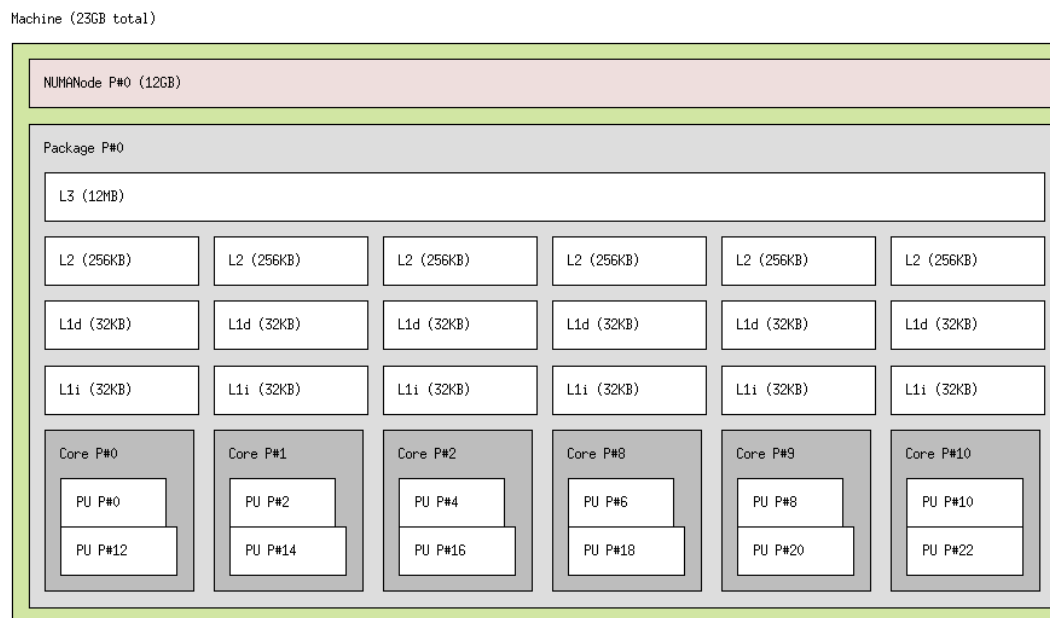 Machine (23GB total)
NUMANode P#0 (12GB)
Package P#0
L3 (12MB)
L2 (256KB) L2 (256KB) L2 (256KB) L2 (256KB) L2 (256KB) L2 (256KB)
L1d (32KB) L1d (32KB) L1d (32KB) L1d (32KB) L1d (32KB) L1d (32KB)
L1i (32KB) L1i (32KB) L1i (32KB) L1i (32KB) L1i (32KB) L1i (32KB)
Core P#0 Core P#1 Core P#2 Core P#8 Core P#9 Core P#10
PU P#0 PU P#2 PU P#4 PU P#6 PU P#8 PU P#10
PU P#12 PU P#14 PU P#16 PU P#18 PU P#20 PU P#22